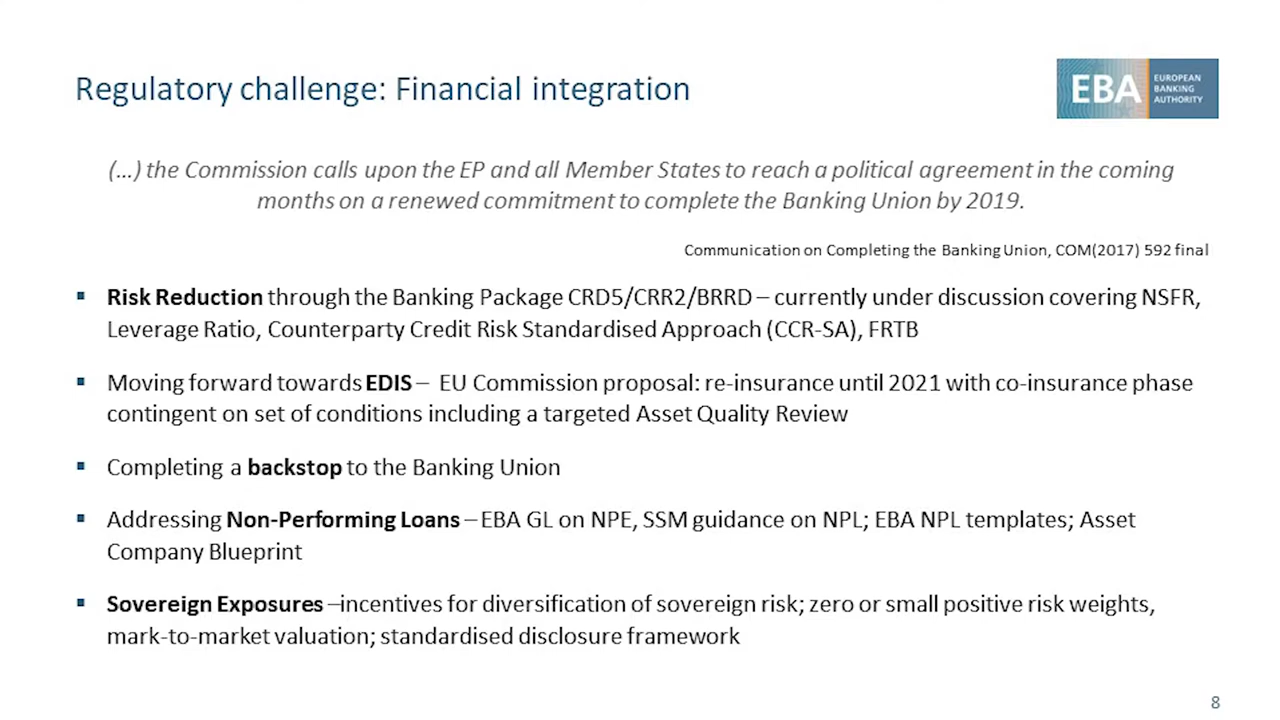 Regulatory challenge: Financial integration
EBA
EUROPEAN
BANKING
AUTHORITY
(...) the Commission calls upon the EP and all Member States to reach a political agreement in the coming
months on a renewed commitment to complete the Banking Union by 2019.
Communication on Completing the Banking Union, COM(2017) 592 final
▪ Risk Reduction through the Banking Package CRD5/CRR2/BRRD – currently under discussion covering NSFR,
Leverage Ratio, Counterparty Credit Risk Standardised Approach (CCR-SA), FRTB
▪ Moving forward towards EDIS – EU Commission proposal: re-insurance until 2021 with co-insurance phase
contingent on set of conditions including a targeted Asset Quality Review
▪ Completing a backstop to the Banking Union
▪ Addressing Non-Performing Loans – EBA GL on NPE, SSM guidance on NPL; EBA NPL templates; Asset
Company Blueprint
▪ Sovereign Exposures –incentives for diversification of sovereign risk; zero or small positive risk weights,
mark-to-market valuation; standardised disclosure framework
8